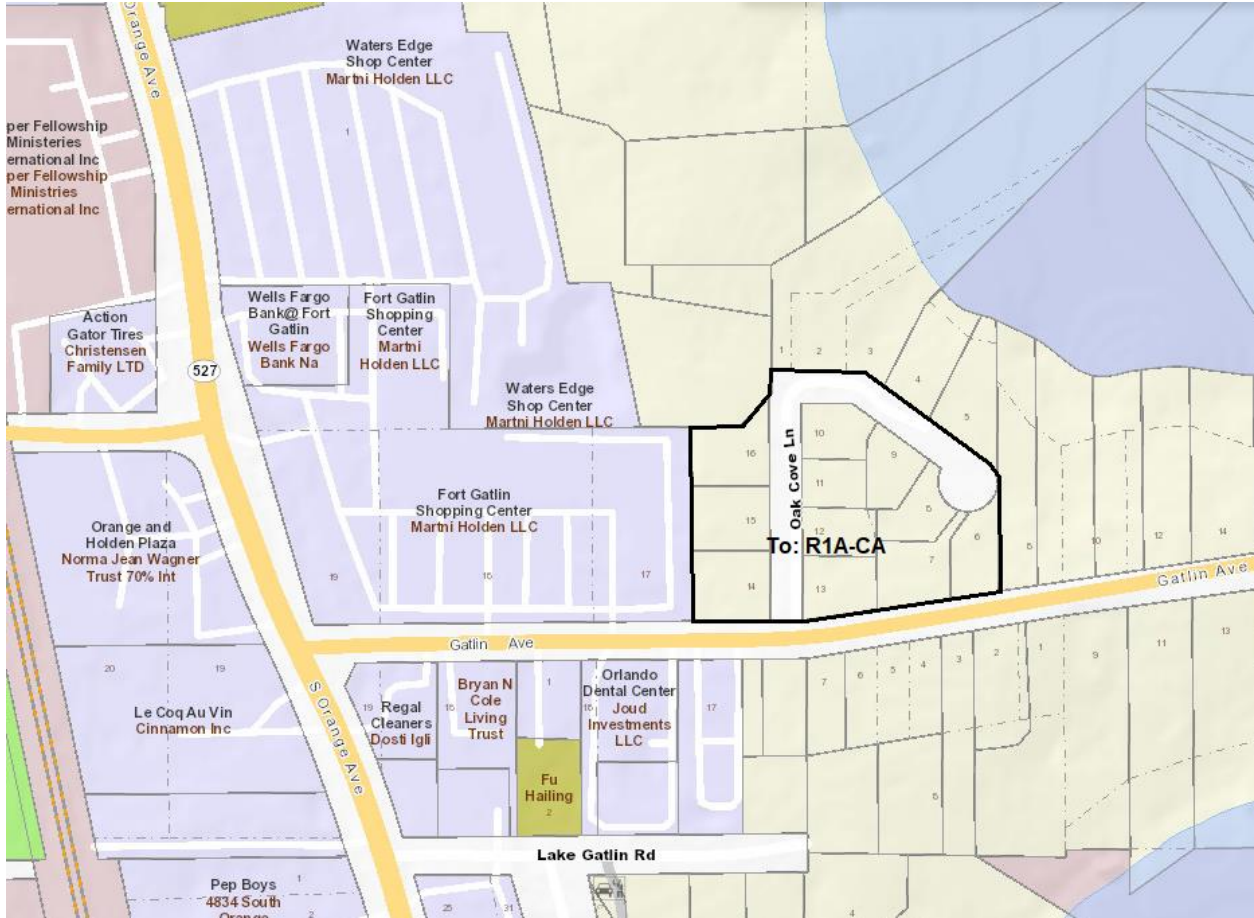 S Orange Ave
Waters Edge
Shop Center
Martni Holden LLC
1
per Fellowship
Ministeries
ernational Inc
per Fellowship
Ministries
ernational Inc
Action
Gator Tires
Christensen
Family LTD
Wells Fargo
Bank@ Fort
Gatlin
Wells Fargo
Bank Na
Fort Gatlin
Shopping
Center
Martni
Holden LLC
527
Waters Edge
Shop Center
Martni Holden LLC
1
2
3
4
5
10
9
16
11
15
12
Oak Cove Ln
To: R1A-CA
14
13
7
6
8
10
12
14
Fort Gatlin
Shopping Center
Martni Holden LLC
19
16
17
Orange and
Holden Plaza
Norma Jean Wagner
Trust 70% Int
Gatlin Ave
Gatlin Ave
20
19
Le Coq Au Vin
Cinnamon Inc
S Orange Ave
19
Regal
Cleaners
Dosti Igli
Bryan N
Cole
Living
Trust
1
Orlando
Dental Center
Joud
Investments
LLC
17
7
6
5
4
3
2
1
9
11
13
Fu
Hailing
2
Lake Gatlin Rd
Pep Boys
4834 South
Orange
1
2
25
31
4